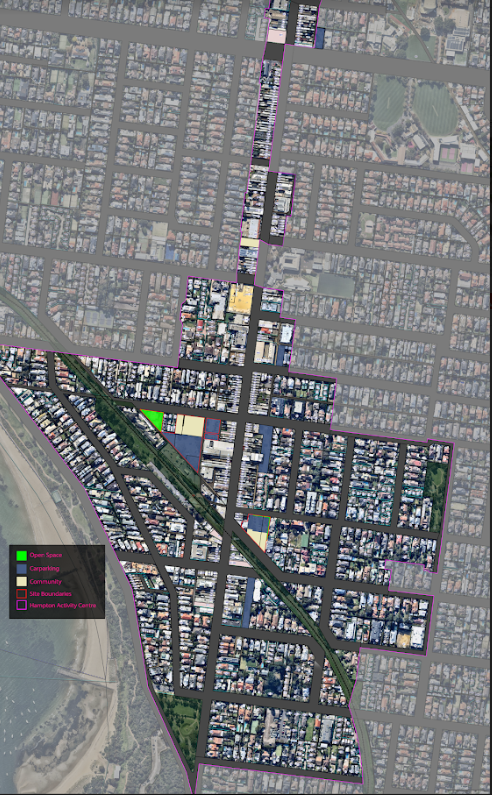 Open Space
Carparking
Community
Site Boundaries
Hampton Activity Centre